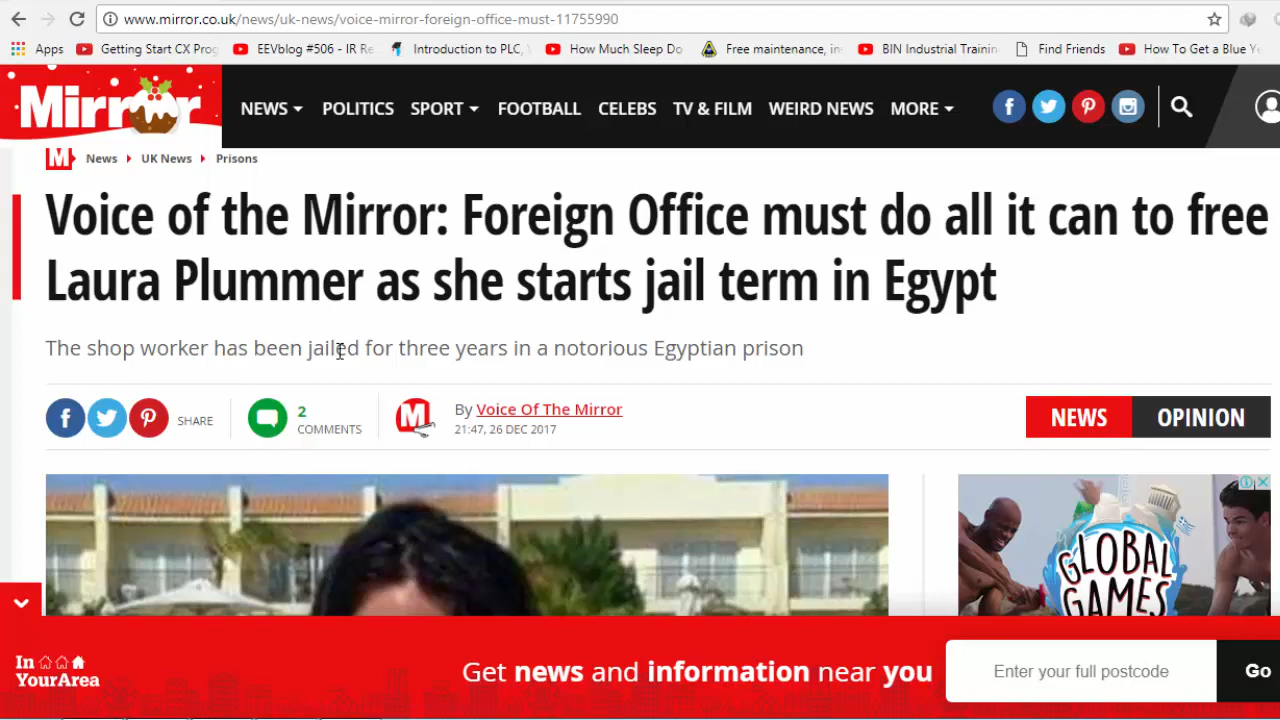 www.mirror.co.uk/news/uk-news/voice-mirror-foreign-office-must-11755990
Apps Getting Start CX Prog EEVblog #506 - IR Re Introduction to PLC, How Much Sleep Do Free maintenance, in BIN Industrial Trainin Find Friends How To Get a Blue Y
Mirror NEWS POLITICS SPORT FOOTBALL CELEBS TV & FILM WEIRD NEWS MORE
M News UK News Prisons
Voice of the Mirror: Foreign Office must do all it can to free
Laura Plummer as she starts jail term in Egypt
The shop worker has been jailed for three years in a notorious Egyptian prison
SHARE
2
COMMENTS
M
By Voice Of The Mirror
21:47, 26 DEC 2017
NEWS OPINION
GLOBAL
GAMES
In
YourArea
Get news and information near you
Enter your full postcode
Go